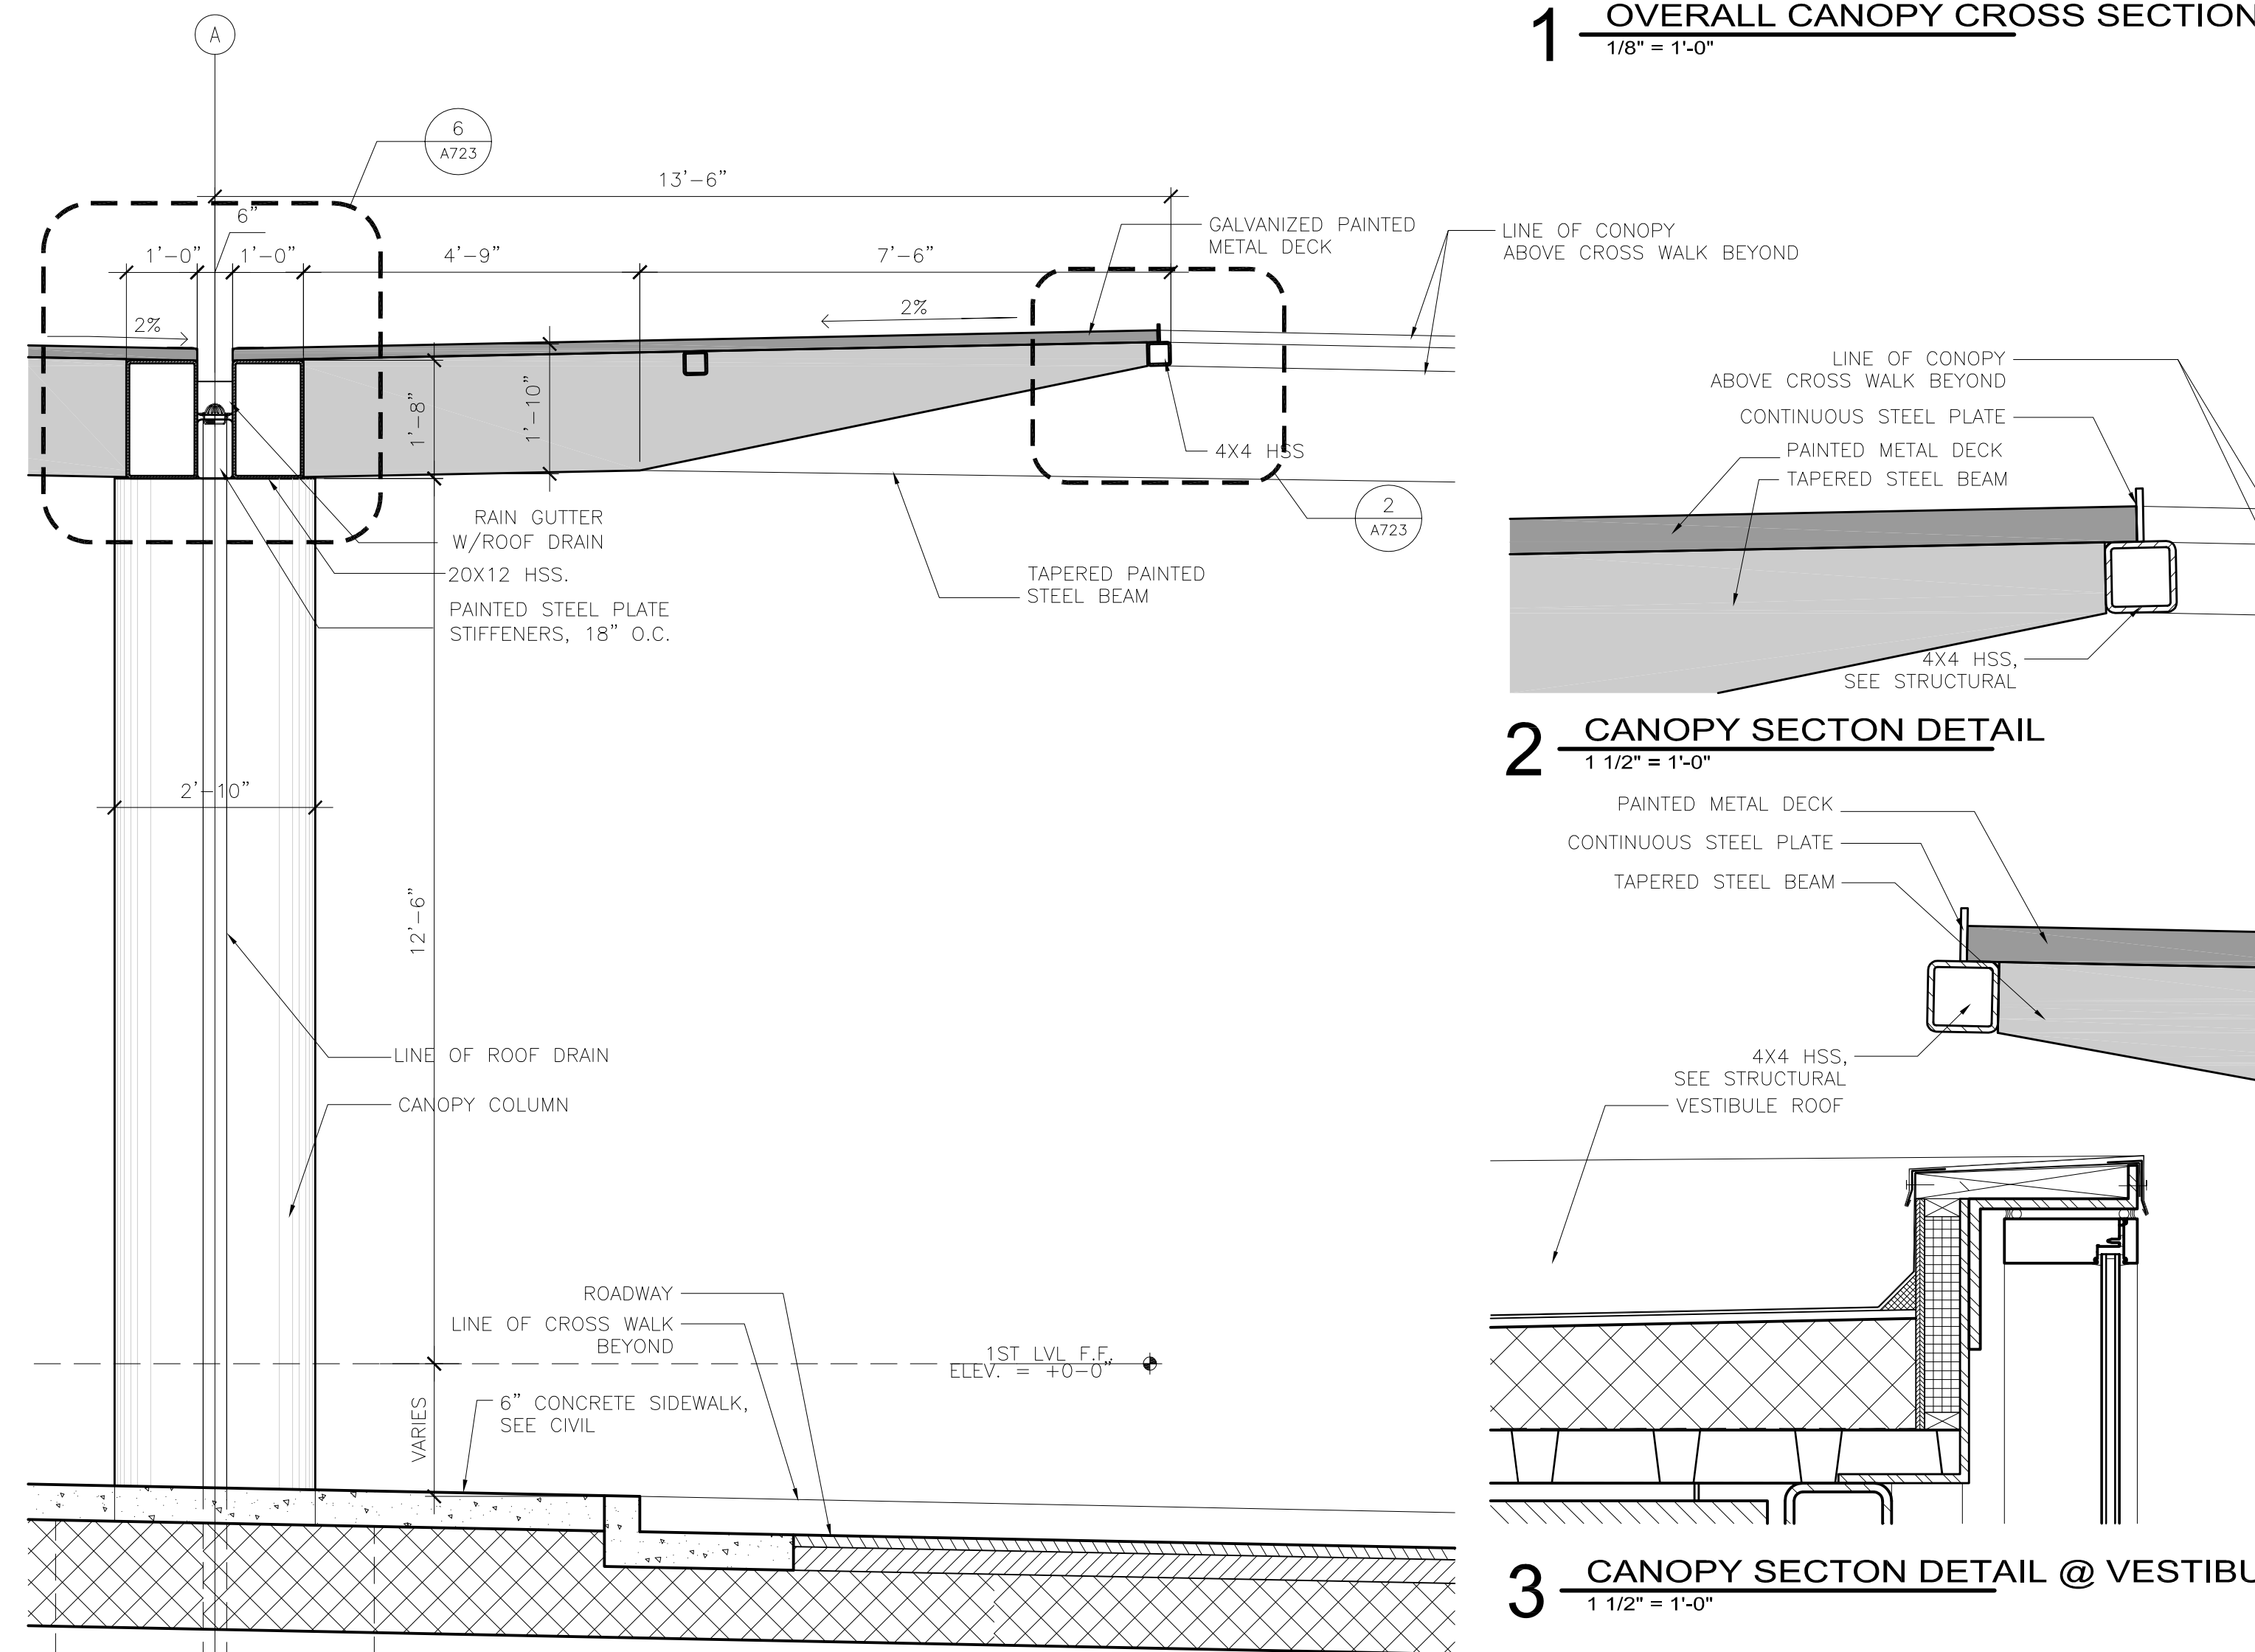 A
6
A723
13'-6"
6"
1'-0"
1'-0"
4'-9"
7'-6"
GALVANIZED PAINTED
METAL DECK
LINE OF CONOPY
ABOVE CROSS WALK BEYOND
2%
2%
1'-8"
1'-10"
4X4 HSS
2
A723
RAIN GUTTER
W/ROOF DRAIN
20X12 HSS.
PAINTED STEEL PLATE
STIFFENERS, 18" O.C.
TAPERED PAINTED
STEEL BEAM
2'-10"
12'-6"
LINE OF ROOF DRAIN
CANOPY COLUMN
ROADWAY
LINE OF CROSS WALK
BEYOND
1ST LVL F.F.
ELEV. = +0-0"
VARIES
6" CONCRETE SIDEWALK,
SEE CIVIL
1 OVERALL CANOPY CROSS SECTION
1/8" = 1'-0"
LINE OF CONOPY
ABOVE CROSS WALK BEYOND
CONTINUOUS STEEL PLATE
PAINTED METAL DECK
TAPERED STEEL BEAM
4X4 HSS,
SEE STRUCTURAL
2 CANOPY SECTON DETAIL
1 1/2" = 1'-0"
PAINTED METAL DECK
CONTINUOUS STEEL PLATE
TAPERED STEEL BEAM
4X4 HSS,
SEE STRUCTURAL
VESTIBULE ROOF
3 CANOPY SECTON DETAIL @ VESTIBU
1 1/2" = 1'-0"